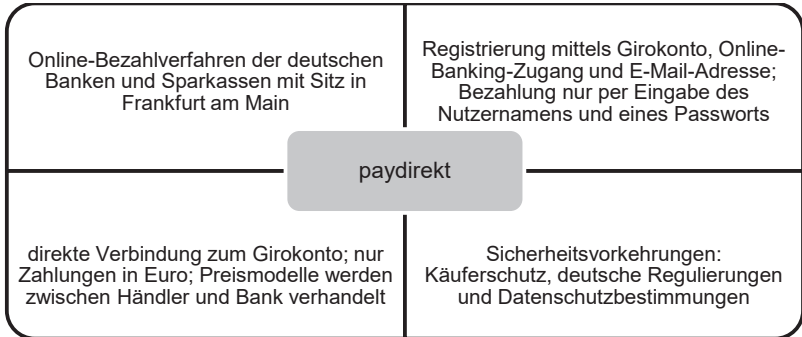 Online-Bezahlverfahren der deutschen
Banken und Sparkassen mit Sitz in
Frankfurt am Main
Registrierung mittels Girokonto, Online-
Banking-Zugang und E-Mail-Adresse;
Bezahlung nur per Eingabe des
Nutzernamens und eines Passworts
paydirekt
direkte Verbindung zum Girokonto; nur
Zahlungen in Euro; Preismodelle werden
zwischen Händler und Bank verhandelt
Sicherheitsvorkehrungen:
Käuferschutz, deutsche Regulierungen
und Datenschutzbestimmungen